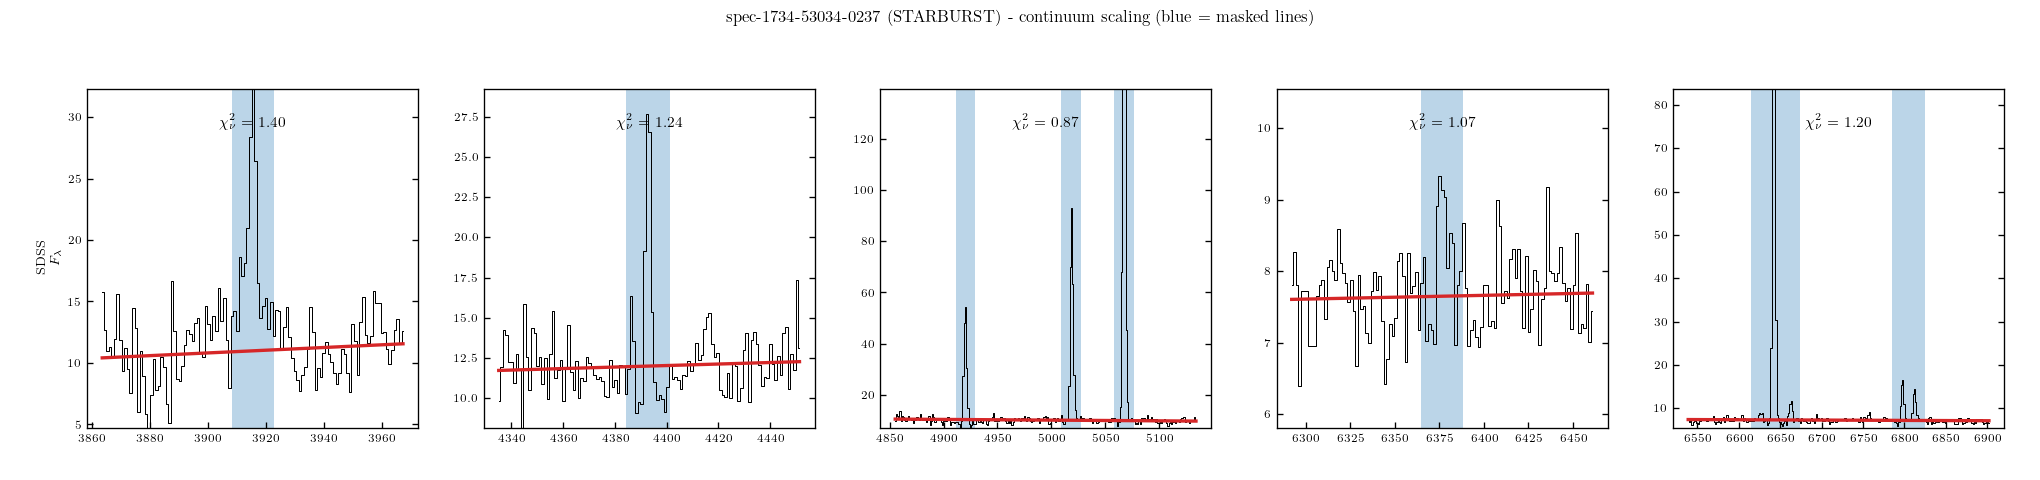 spec-1734-53034-0237 (STARBURST) - continuum scaling (blue = masked lines)
SDSS
Fλ
χ²ν = 1.40
30
25
20
15
10
5
3860 3880 3900 3920 3940 3960
χ²ν = 1.24
27.5
25.0
22.5
20.0
17.5
15.0
12.5
10.0
4340 4360 4380 4400 4420 4440
χ²ν = 0.87
120
100
80
60
40
20
4850 4900 4950 5000 5050 5100
χ²ν = 1.07
10
9
8
7
6
6300 6325 6350 6375 6400 6425 6450
χ²ν = 1.20
80
70
60
50
40
30
20
10
6550 6600 6650 6700 6750 6800 6850 6900